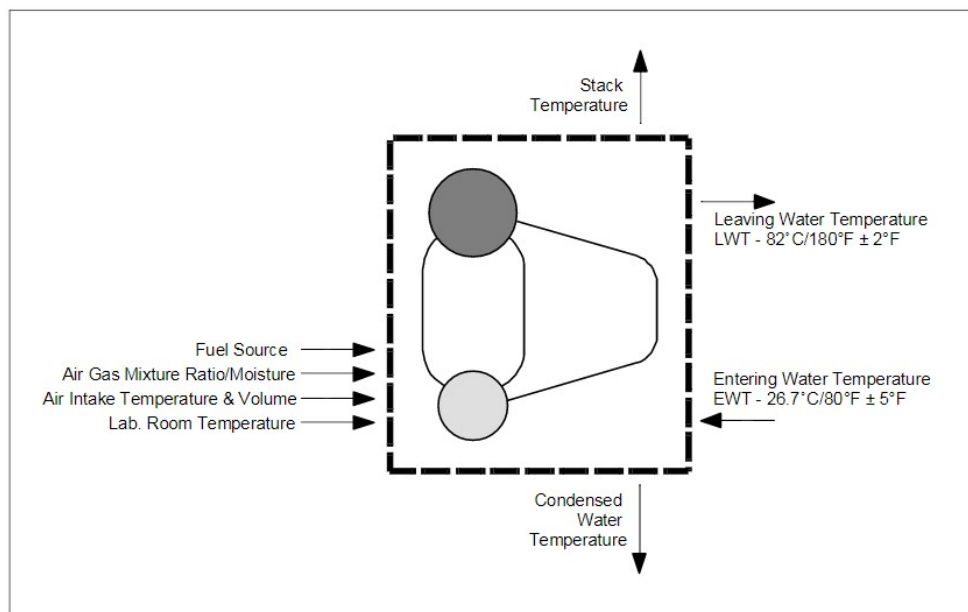 Stack
Temperature
Leaving Water Temperature
LWT - 82°C/180°F ± 2°F
Fuel Source
Air Gas Mixture Ratio/Moisture
Air Intake Temperature & Volume
Lab. Room Temperature
Entering Water Temperature
EWT - 26.7°C/80°F ± 5°F
Condensed
Water
Temperature